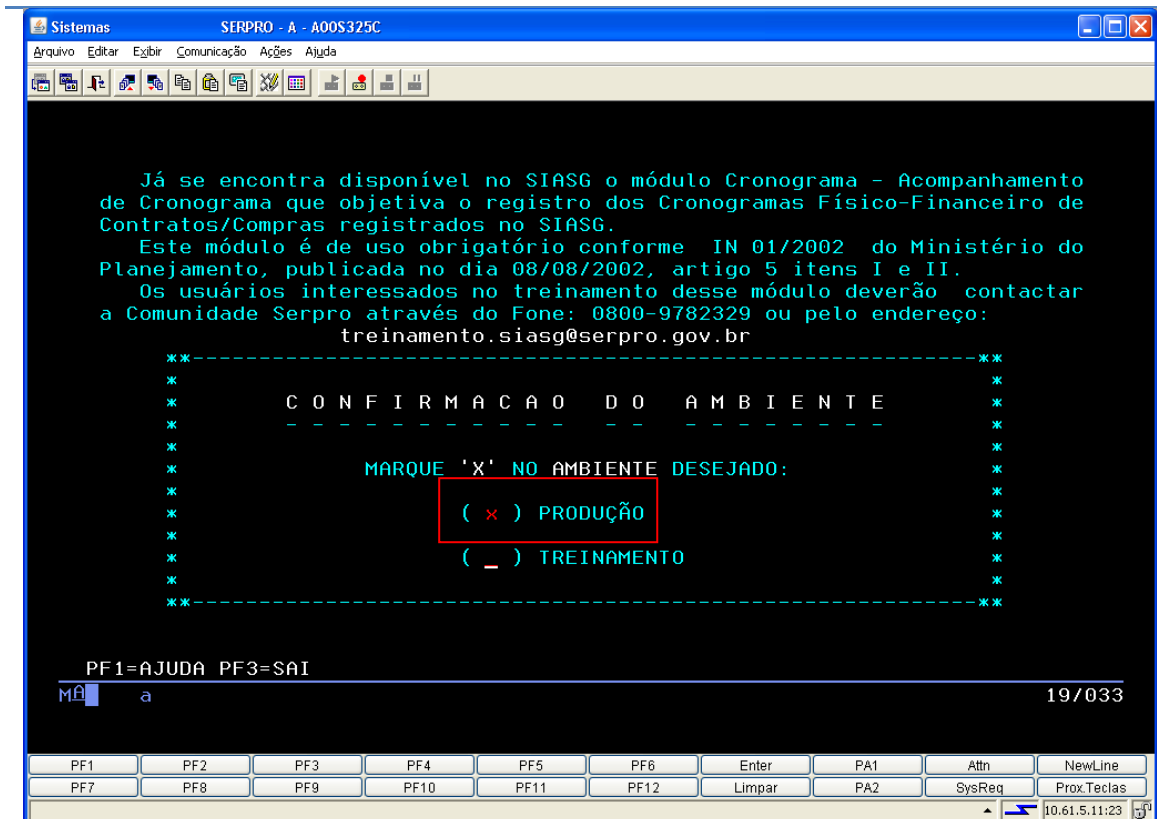 Sistemas SERPRO - A - A00S325C
Arquivo Editar Exibir Comunicação Ações Ajuda
Já se encontra disponível no SIASG o módulo Cronograma – Acompanhamento
de Cronograma que objetiva o registro dos Cronogramas Físico-Financeiro de
Contratos/Compras registrados no SIASG.
Este módulo é de uso obrigatório conforme IN 01/2002 do Ministério do
Planejamento, publicada no dia 08/08/2002, artigo 5 itens I e II.
Os usuários interessados no treinamento desse módulo deverão contactar
a Comunidade Serpro através do Fone: 0800-9782329 ou pelo endereço:
treinamento.siasg@serpro.gov.br
**----------------------------------------------------------**
* *
* C O N F I R M A C A O D O A M B I E N T E *
* - - - - - - - - - - - - - - - - - - - - - *
* *
* MARQUE 'X' NO AMBIENTE DESEJADO: *
* *
* ( x ) PRODUÇÃO *
* *
* ( _ ) TREINAMENTO *
* *
**----------------------------------------------------------**
PF1=AJUDA PF3=SAI
MA a 19/033
PF1 PF2 PF3 PF4 PF5 PF6 Enter PA1 Attn NewLine
PF7 PF8 PF9 PF10 PF11 PF12 Limpar PA2 SysReq Prox.Teclas
10.61.5.11:23